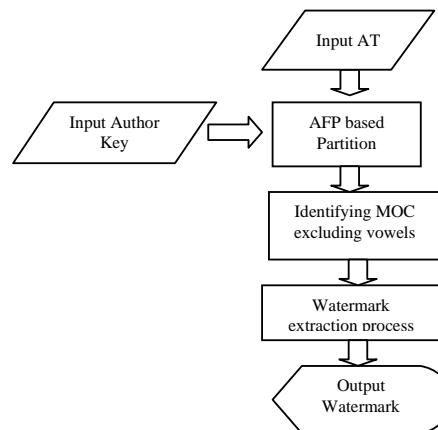 Input AT
Input Author
Key
AFP based
Partition
Identifying MOC
excluding vowels
Watermark
extraction process
Output
Watermark